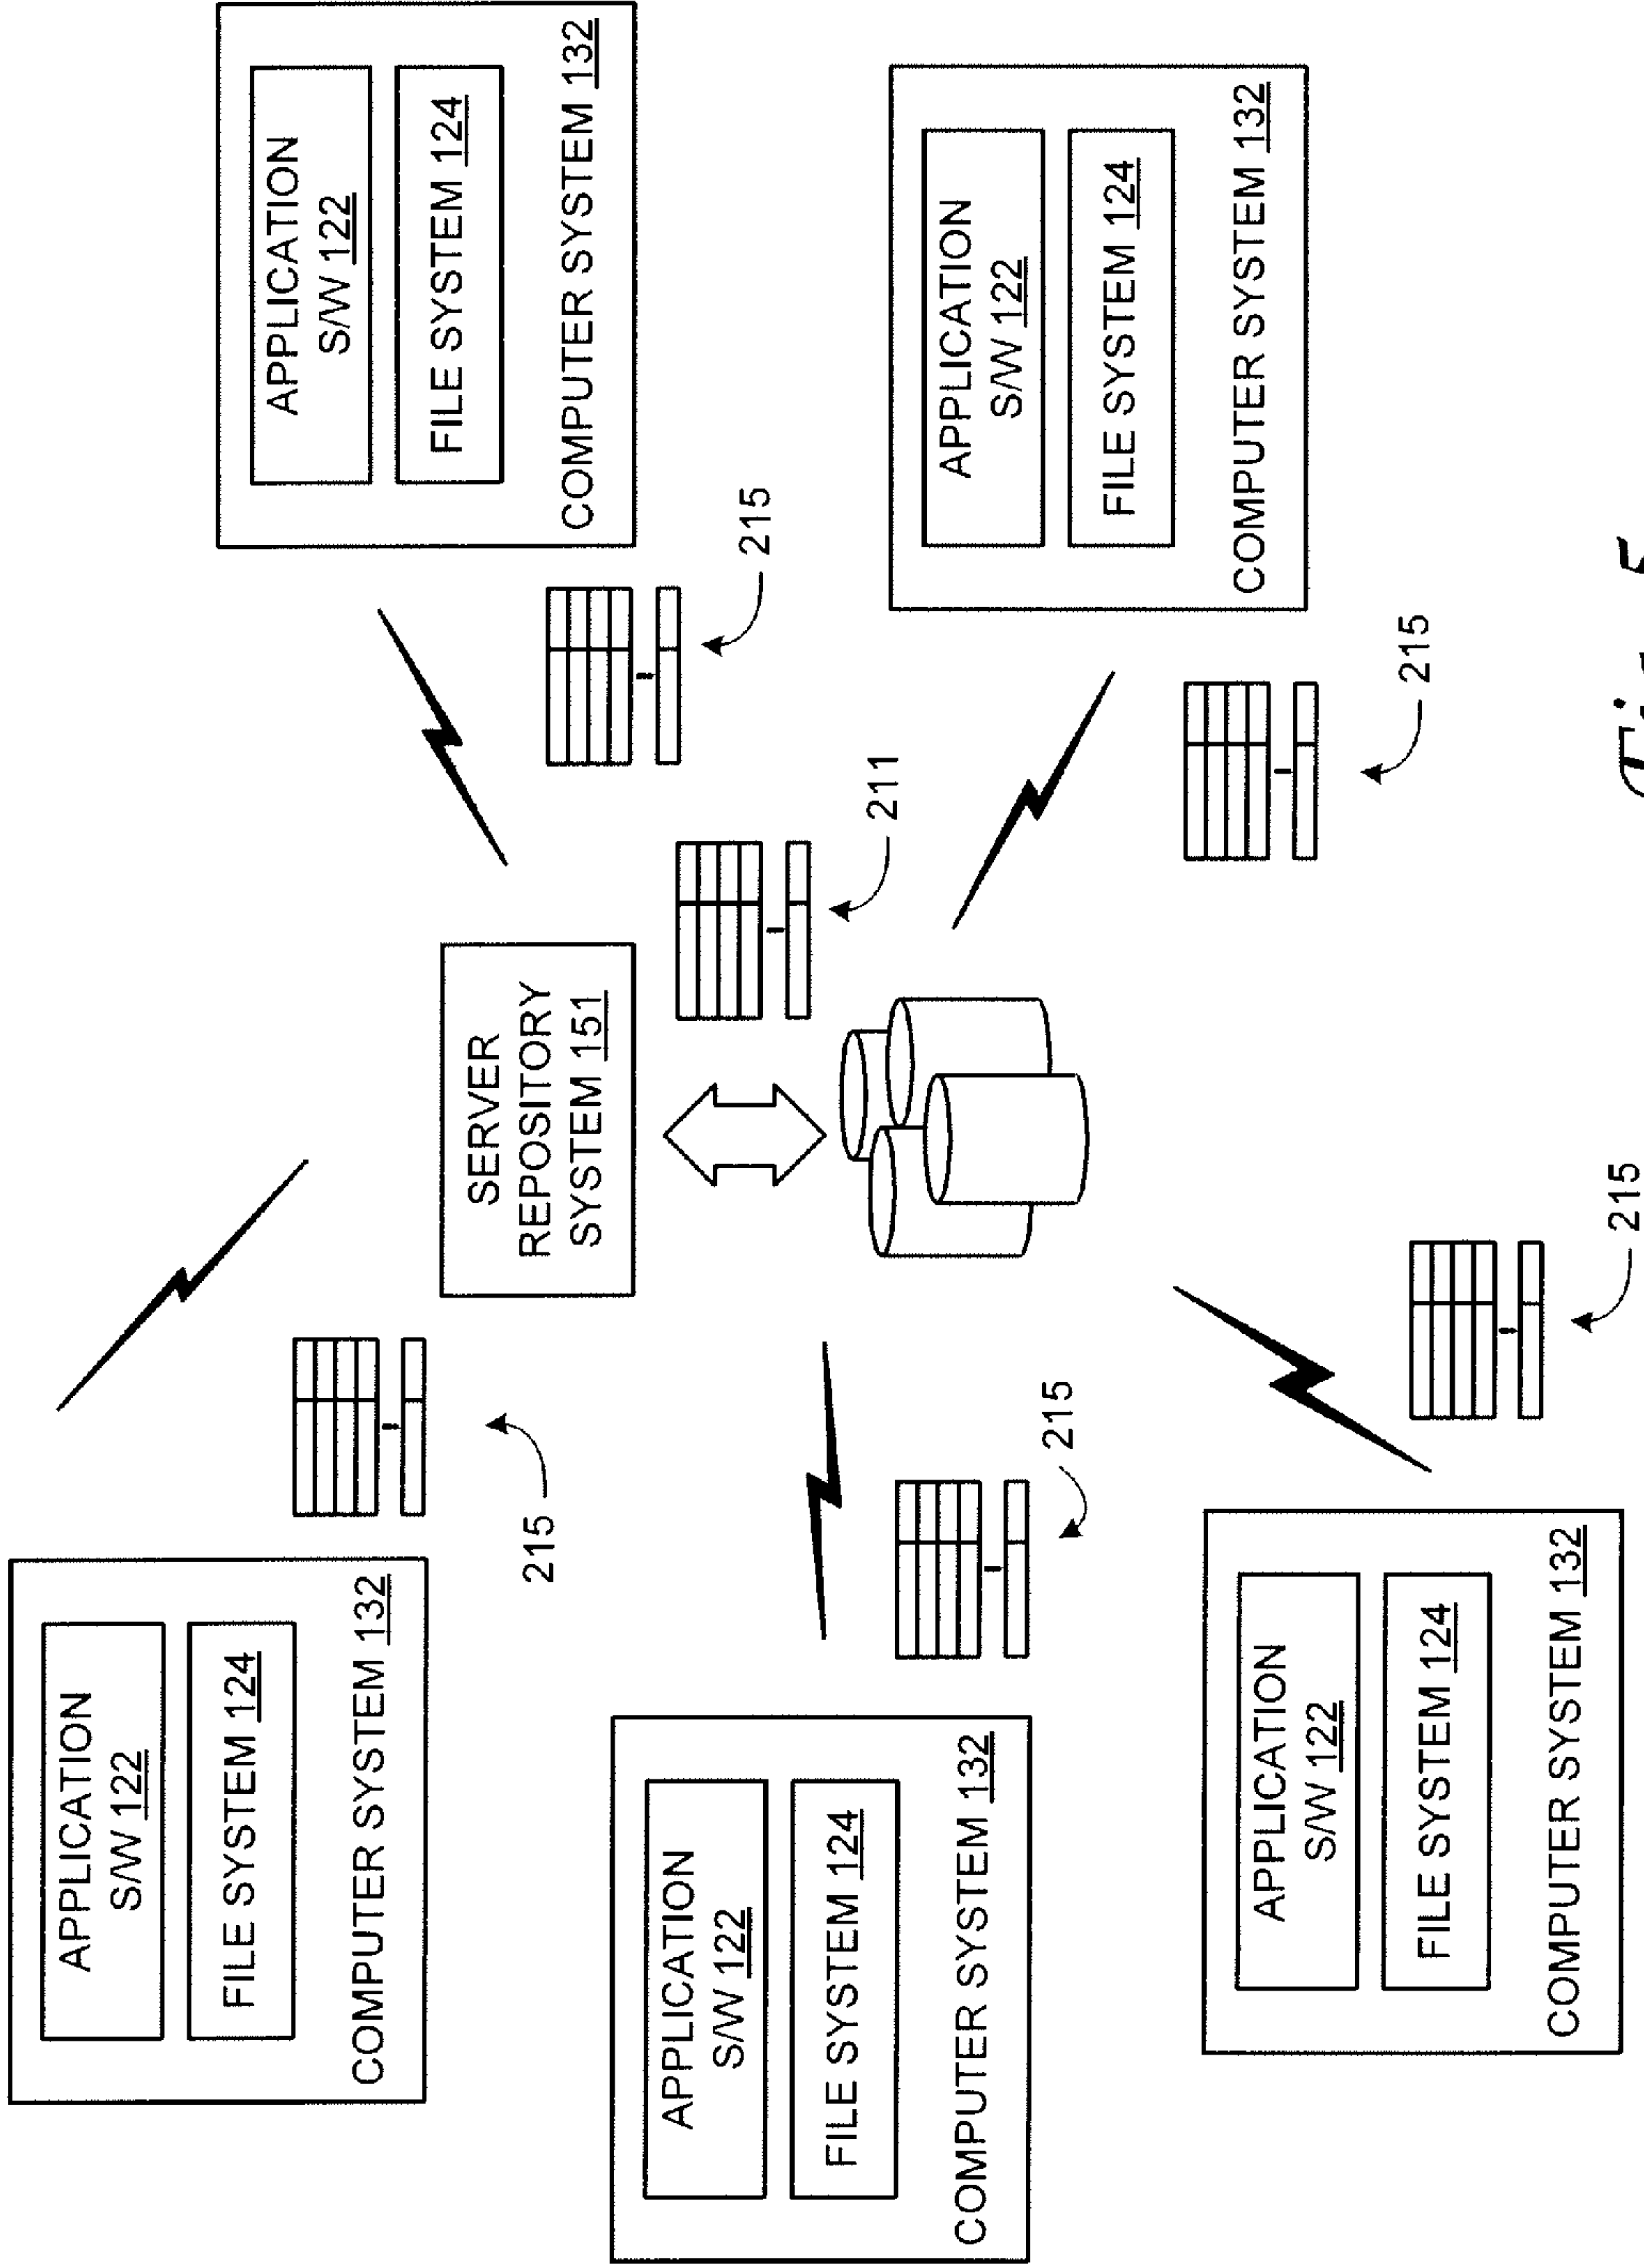 APPLICATION
S/W 122
FILE SYSTEM 124
COMPUTER SYSTEM 132
215
APPLICATION
S/W 122
FILE SYSTEM 124
COMPUTER SYSTEM 132
215
SERVER
REPOSITORY
SYSTEM 151
211
APPLICATION
S/W 122
FILE SYSTEM 124
COMPUTER SYSTEM 132
215
APPLICATION
S/W 122
FILE SYSTEM 124
COMPUTER SYSTEM 132
215
APPLICATION
S/W 122
FILE SYSTEM 124
COMPUTER SYSTEM 132
215